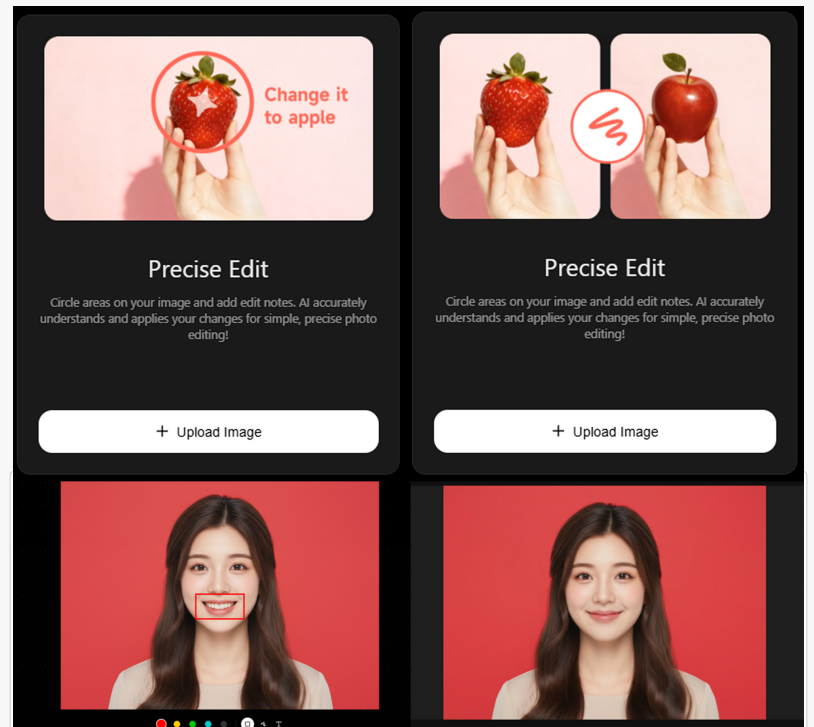 Change it
to apple
Precise Edit
Circle areas on your image and add edit notes. AI accurately
understands and applies your changes for simple, precise photo
editing!
+ Upload Image
Precise Edit
Circle areas on your image and add edit notes. AI accurately
understands and applies your changes for simple, precise photo
editing!
+ Upload Image
T